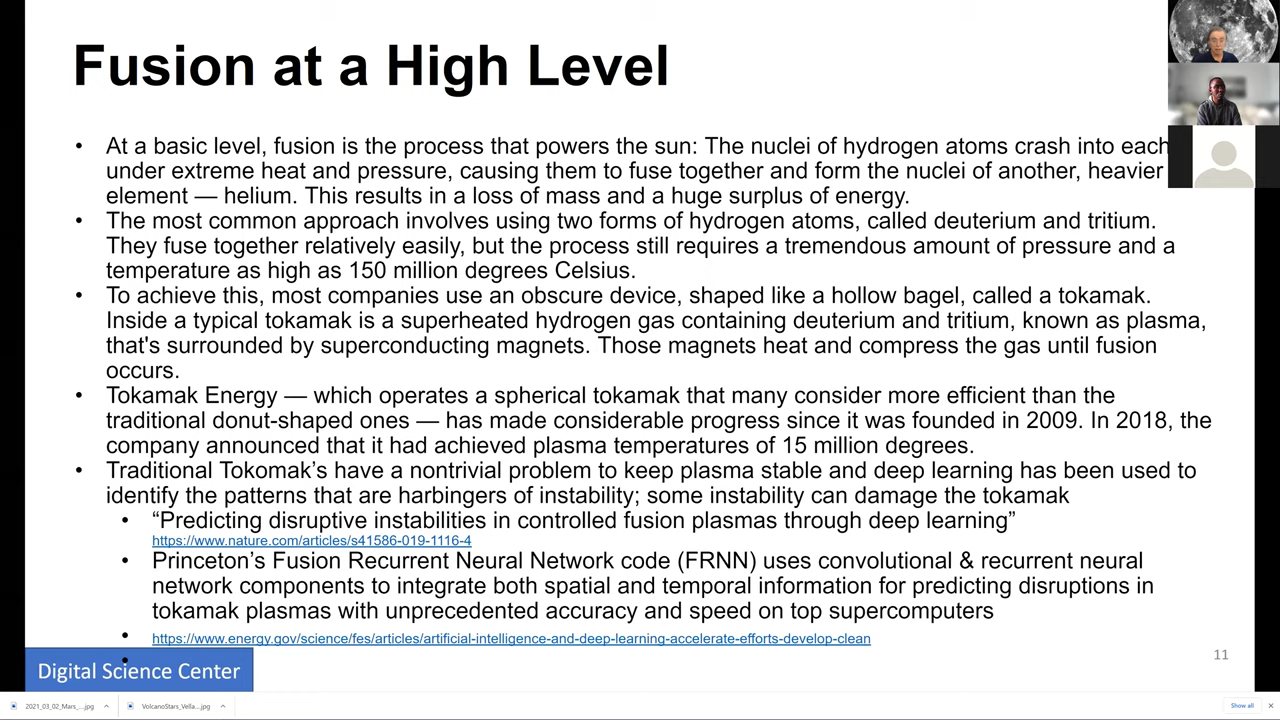 Fusion at a High Level
• At a basic level, fusion is the process that powers the sun: The nuclei of hydrogen atoms crash into each
under extreme heat and pressure, causing them to fuse together and form the nuclei of another, heavier
element — helium. This results in a loss of mass and a huge surplus of energy.
• The most common approach involves using two forms of hydrogen atoms, called deuterium and tritium.
They fuse together relatively easily, but the process still requires a tremendous amount of pressure and a
temperature as high as 150 million degrees Celsius.
• To achieve this, most companies use an obscure device, shaped like a hollow bagel, called a tokamak.
Inside a typical tokamak is a superheated hydrogen gas containing deuterium and tritium, known as plasma,
that's surrounded by superconducting magnets. Those magnets heat and compress the gas until fusion
occurs.
• Tokamak Energy — which operates a spherical tokamak that many consider more efficient than the
traditional donut-shaped ones — has made considerable progress since it was founded in 2009. In 2018, the
company announced that it had achieved plasma temperatures of 15 million degrees.
• Traditional Tokomak’s have a nontrivial problem to keep plasma stable and deep learning has been used to
identify the patterns that are harbingers of instability; some instability can damage the tokamak
• “Predicting disruptive instabilities in controlled fusion plasmas through deep learning”
https://www.nature.com/articles/s41586-019-1116-4
• Princeton’s Fusion Recurrent Neural Network code (FRNN) uses convolutional & recurrent neural
network components to integrate both spatial and temporal information for predicting disruptions in
tokamak plasmas with unprecedented accuracy and speed on top supercomputers
• https://www.energy.gov/science/fes/articles/artificial-intelligence-and-deep-learning-accelerate-efforts-develop-clean
11
Digital Science Center
2021_03_02_Mars_....jpg
VolcanoStars_Vella....jpg
Show all